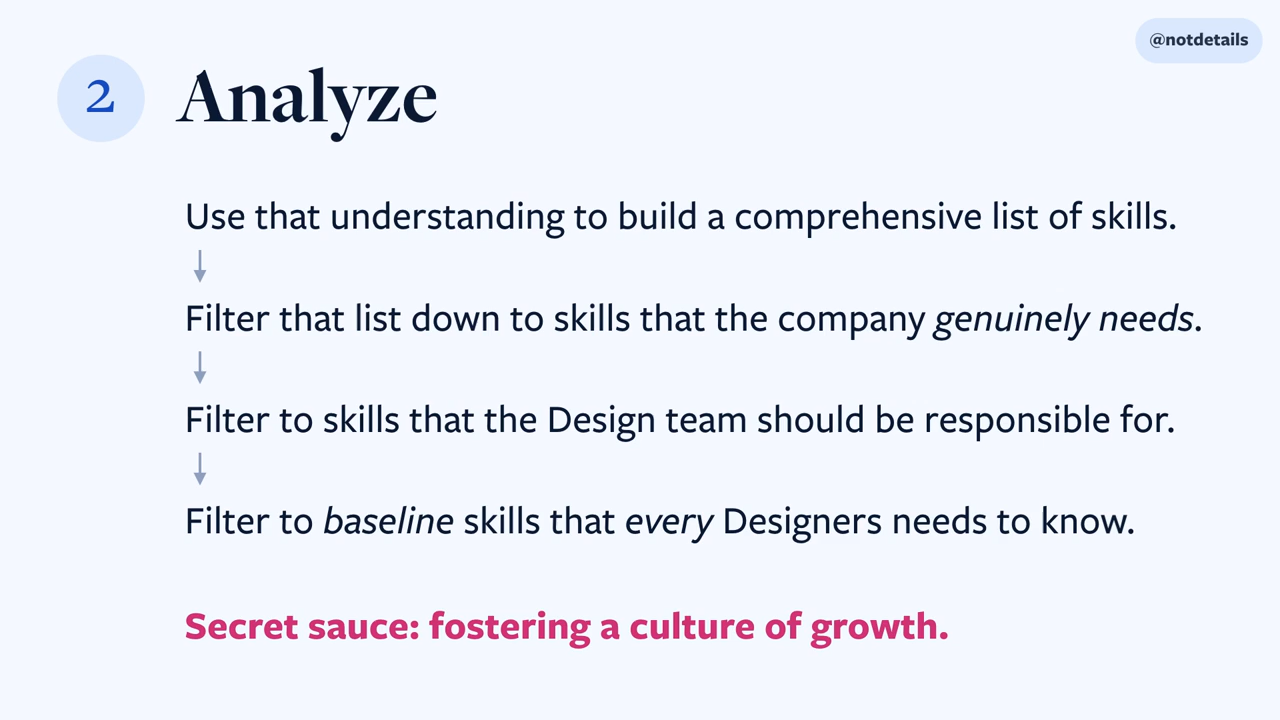 @notdetails
2 Analyze
Use that understanding to build a comprehensive list of skills.
Filter that list down to skills that the company genuinely needs.
Filter to skills that the Design team should be responsible for.
Filter to baseline skills that every Designers needs to know.
Secret sauce: fostering a culture of growth.